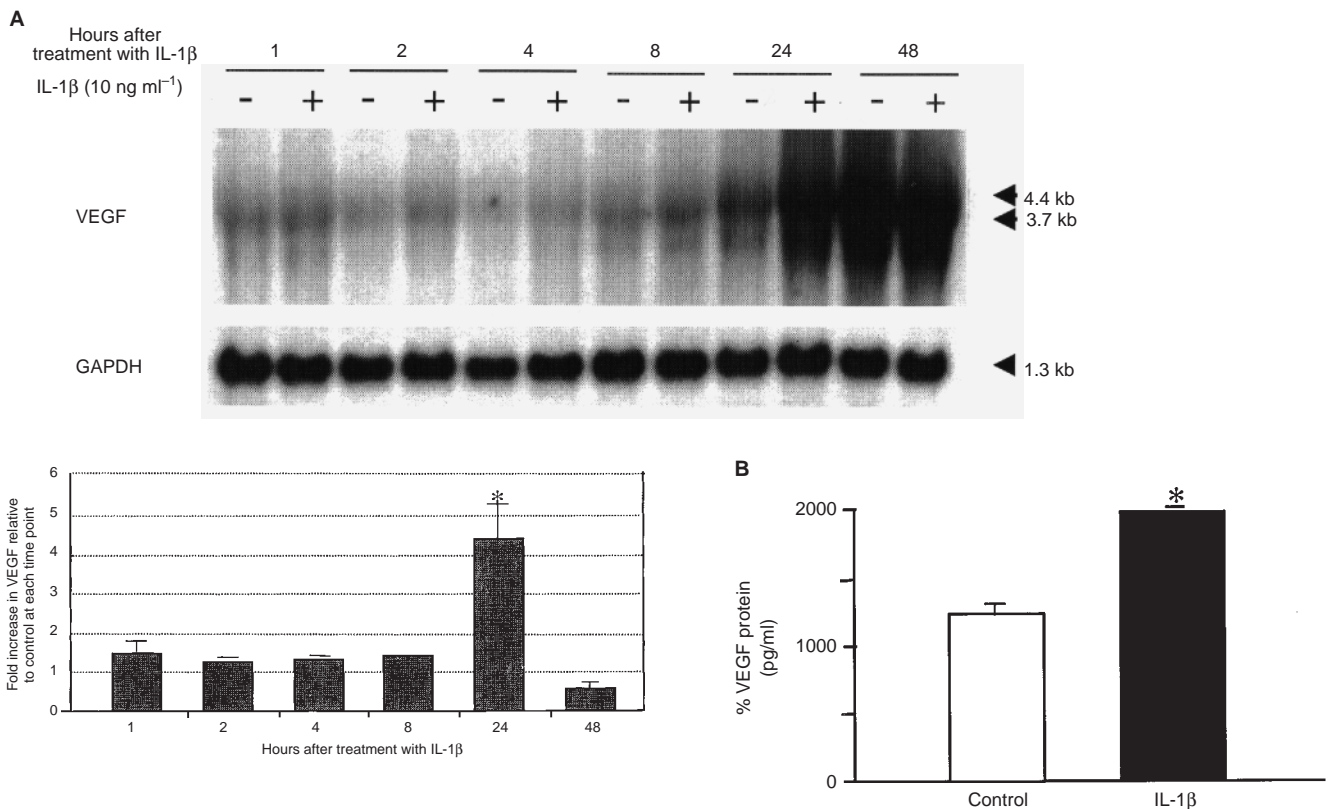 A
Hours after
treatment with IL-1β
1 2 4 8 24 48
IL-1β (10 ng ml⁻¹)
- + - + - + - + - + - +
VEGF
4.4 kb
3.7 kb
GAPDH
1.3 kb
Fold increase in VEGF relative
to control at each time point
6
5
4
3
2
1
0
*
1 2 4 8 24 48
Hours after treatment with IL-1β
B
% VEGF protein
(pg/ml)
2000
1000
0
*
Control IL-1β